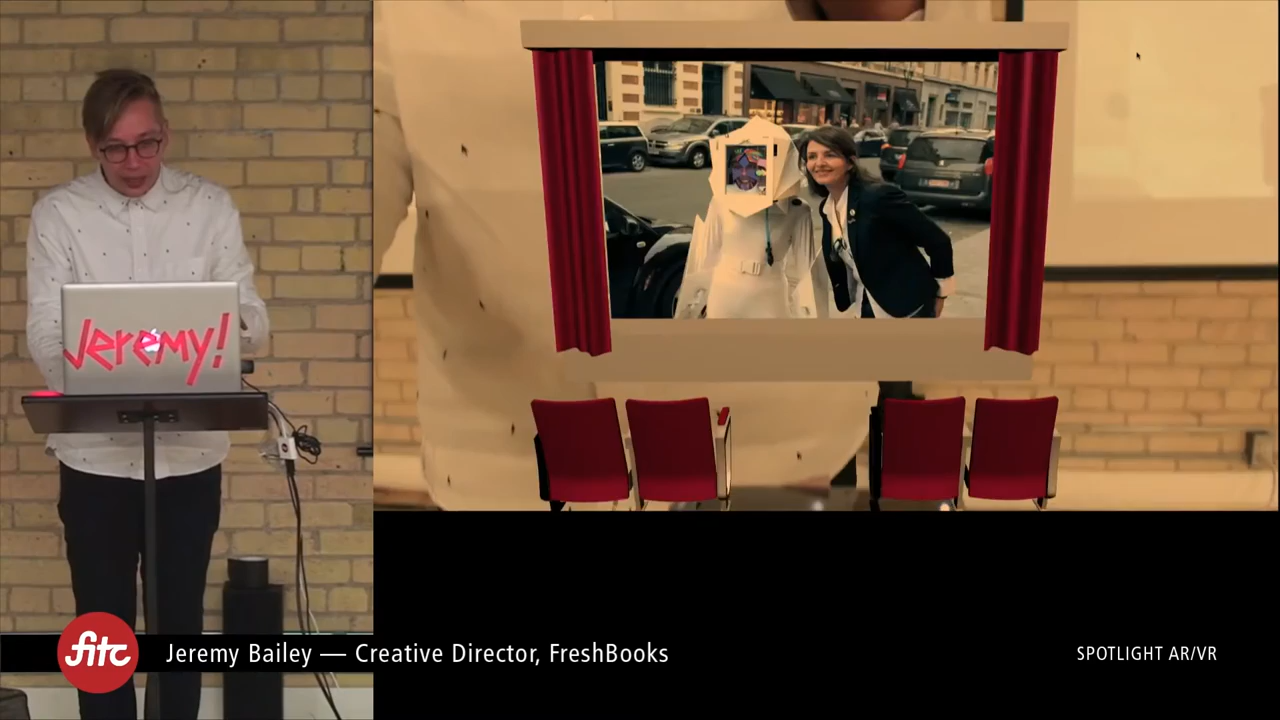 Jeremy!
fitc
Jeremy Bailey — Creative Director, FreshBooks
SPOTLIGHT AR/VR